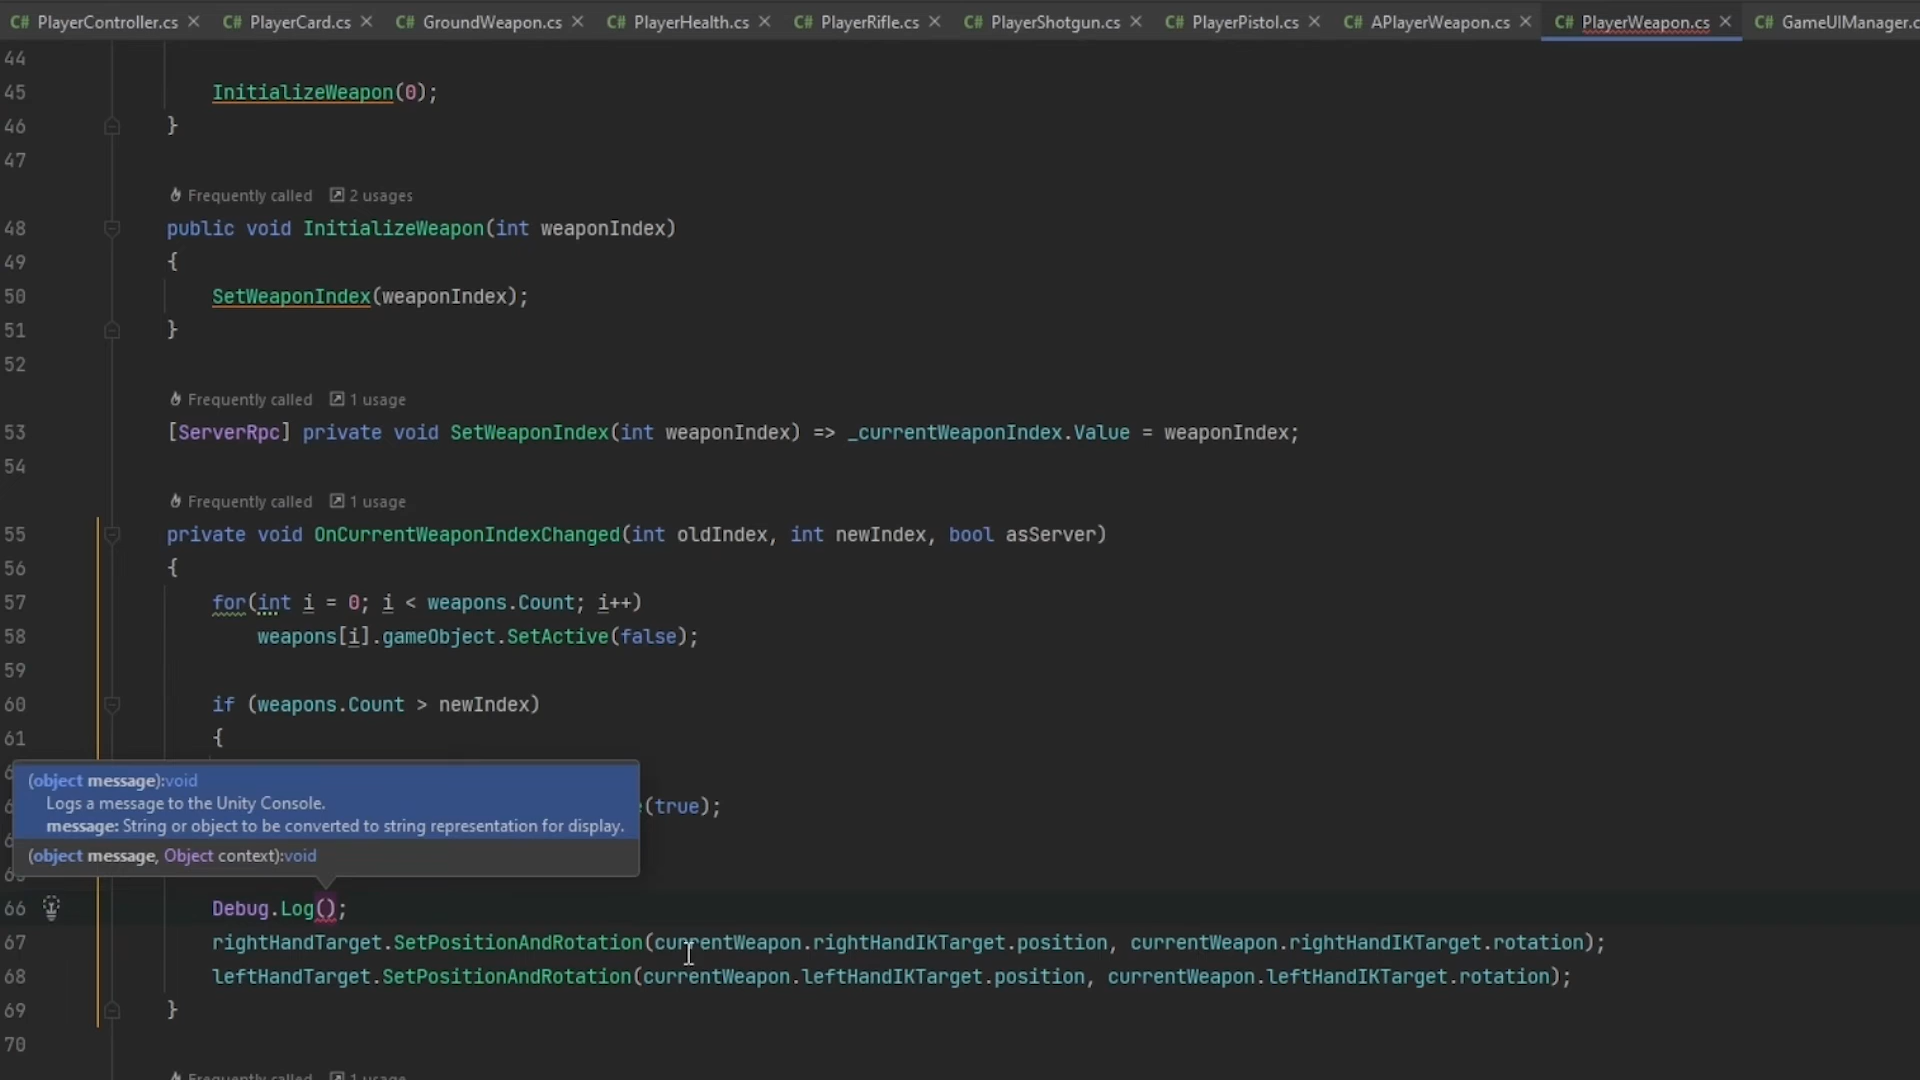 C# PlayerController.cs × C# PlayerCard.cs × C# GroundWeapon.cs × C# PlayerHealth.cs × C# PlayerRifle.cs × C# PlayerShotgun.cs × C# PlayerPistol.cs × C# APlayerWeapon.cs × C# PlayerWeapon.cs × C# GameUIManager.c
44
45 InitializeWeapon(0);
46 }
47
Frequently called 2 usages
48 public void InitializeWeapon(int weaponIndex)
49 {
50 SetWeaponIndex(weaponIndex);
51 }
52
Frequently called 1 usage
53 [ServerRpc] private void SetWeaponIndex(int weaponIndex) => _currentWeaponIndex.Value = weaponIndex;
54
Frequently called 1 usage
55 private void OnCurrentWeaponIndexChanged(int oldIndex, int newIndex, bool asServer)
56 {
57 for(int i = 0; i < weapons.Count; i++)
58 weapons[i].gameObject.SetActive(false);
59
60 if (weapons.Count > newIndex)
61 {
(object message):void
Logs a message to the Unity Console.
(true);
message: String or object to be converted to string representation for display.
(object message, Object context):void
66 Debug.Log();
67 rightHandTarget.SetPositionAndRotation(currentWeapon.rightHandIKTarget.position, currentWeapon.rightHandIKTarget.rotation);
68 leftHandTarget.SetPositionAndRotation(currentWeapon.leftHandIKTarget.position, currentWeapon.leftHandIKTarget.rotation);
69 }
70
Frequently called 1 usage